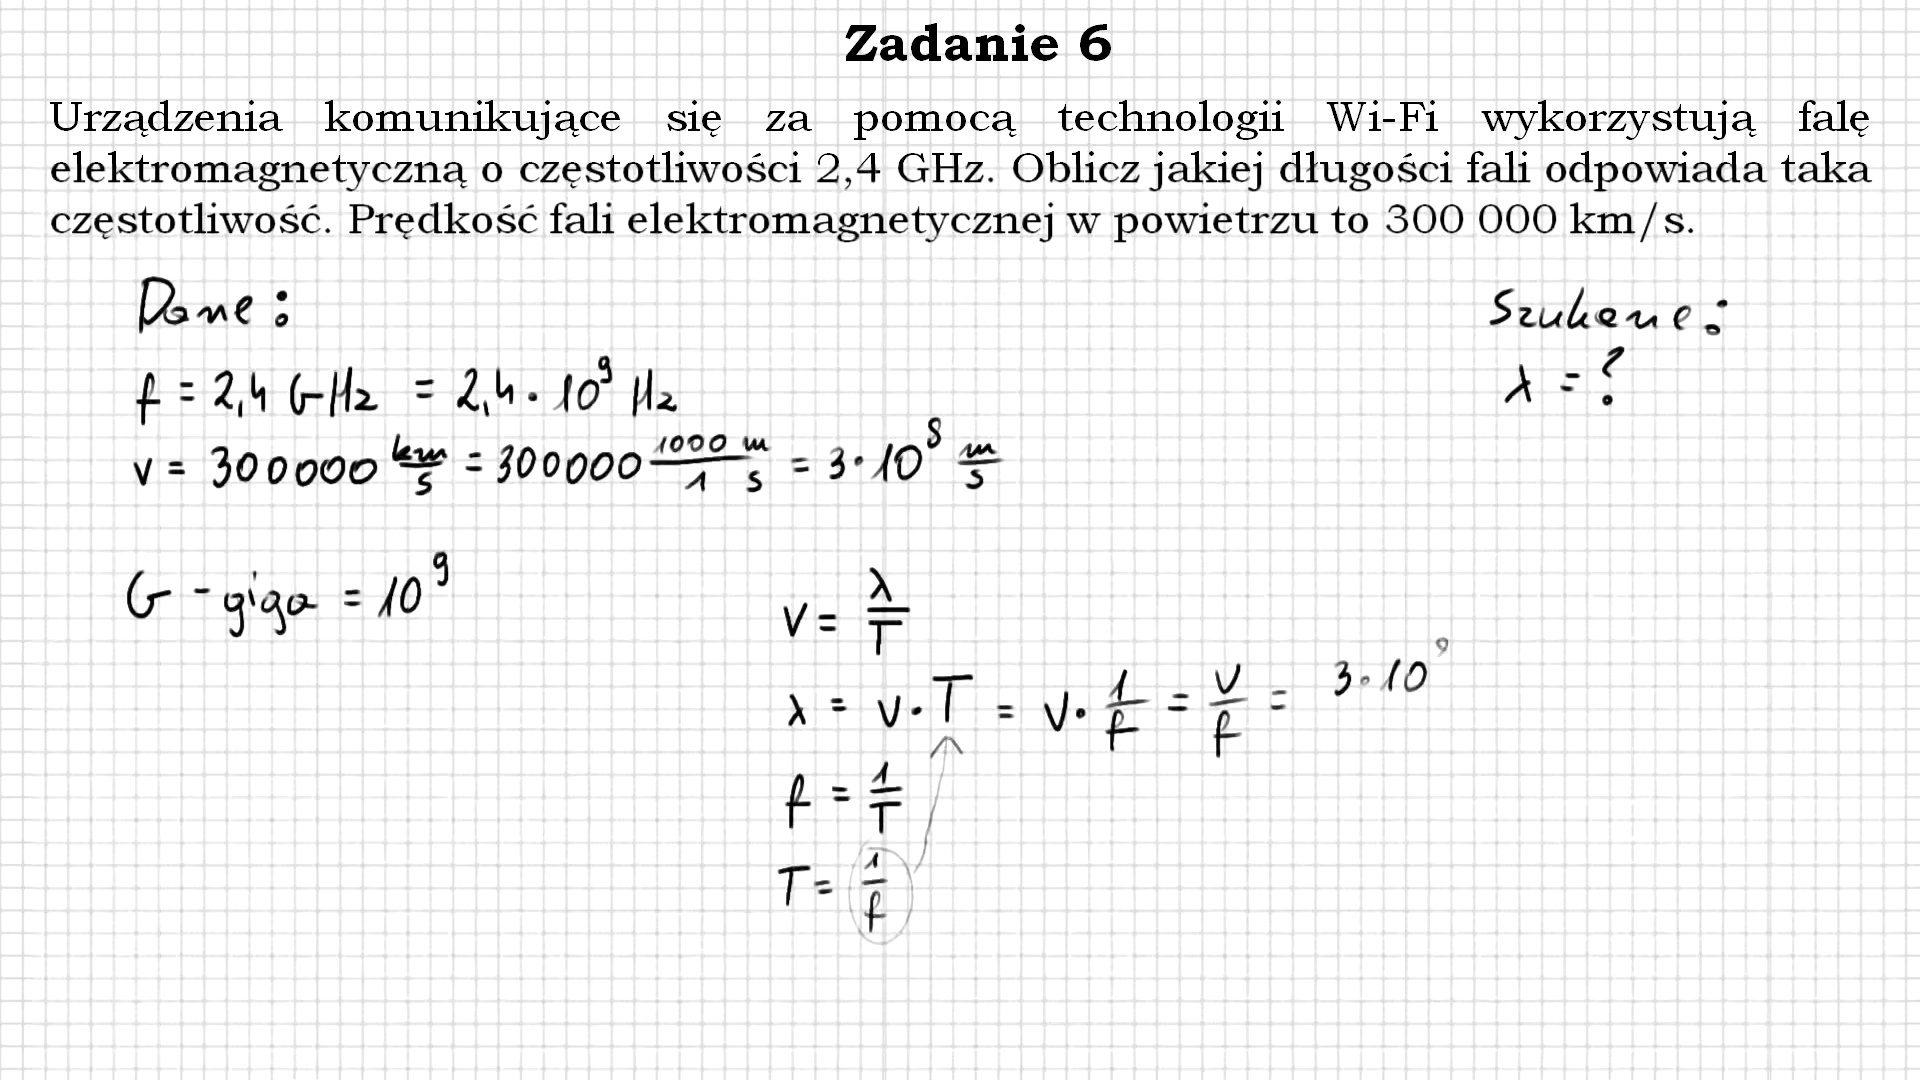 Zadanie 6
Urządzenia komunikujące się za pomocą technologii Wi-Fi wykorzystują falę
elektromagnetyczną o częstotliwości 2,4 GHz. Oblicz jakiej długości fali odpowiada taka
częstotliwość. Prędkość fali elektromagnetycznej w powietrzu to 300 000 km/s.
Dane:
Szukane:
f = 2,4 GHz = 2,4 · 10⁹ Hz
λ = ?
v = 300000 km/s = 300000 1000 m / 1 s = 3 · 10⁸ m/s
G - giga = 10⁹
v = λ/T
λ = v · T = v · 1/f = v/f = 3 · 10
f = 1/T
T = 1/f